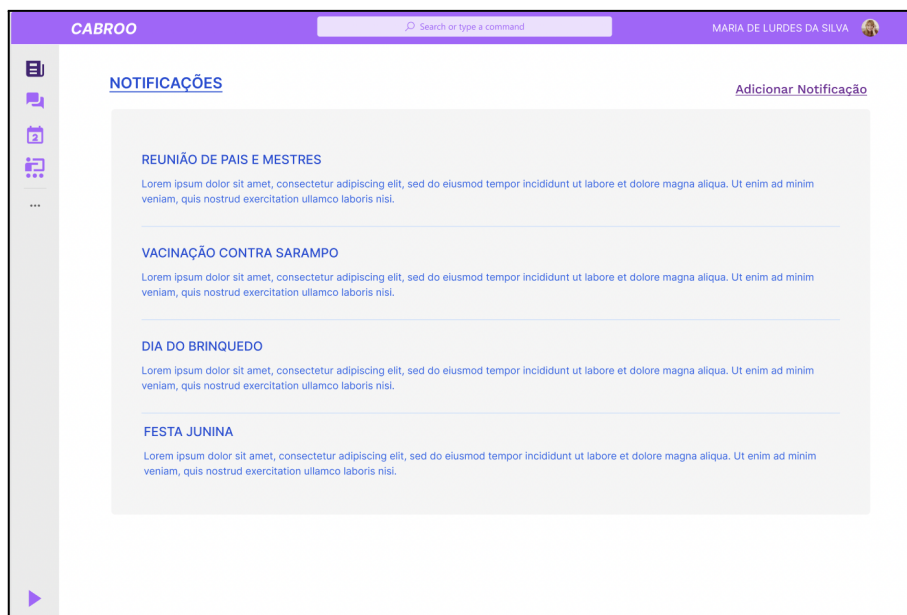 CABROO
Search or type a command
MARIA DE LURDES DA SILVA
NOTIFICAÇÕES
Adicionar Notificação
2
REUNIÃO DE PAIS E MESTRES
Lorem ipsum dolor sit amet, consectetur adipiscing elit, sed do eiusmod tempor incididunt ut labore et dolore magna aliqua. Ut enim ad minim
veniam, quis nostrud exercitation ullamco laboris nisi.
VACINAÇÃO CONTRA SARAMPO
Lorem ipsum dolor sit amet, consectetur adipiscing elit, sed do eiusmod tempor incididunt ut labore et dolore magna aliqua. Ut enim ad minim
veniam, quis nostrud exercitation ullamco laboris nisi.
DIA DO BRINQUEDO
Lorem ipsum dolor sit amet, consectetur adipiscing elit, sed do eiusmod tempor incididunt ut labore et dolore magna aliqua. Ut enim ad minim
veniam, quis nostrud exercitation ullamco laboris nisi.
FESTA JUNINA
Lorem ipsum dolor sit amet, consectetur adipiscing elit, sed do eiusmod tempor incididunt ut labore et dolore magna aliqua. Ut enim ad minim
veniam, quis nostrud exercitation ullamco laboris nisi.